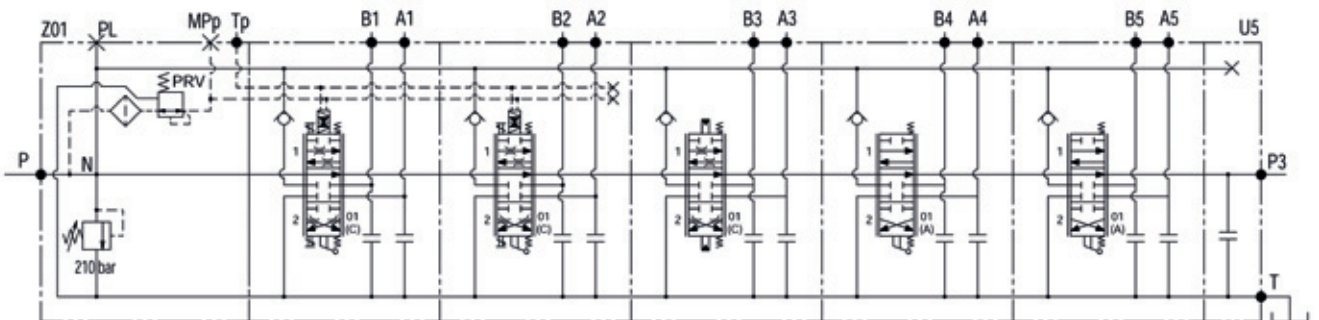 Z01 PL MPp Tp B1 A1 B2 A2 B3 A3 B4 A4 B5 A5 U5
PRV
1 1 1 1 1
P N P3
2 01 2 01 2 01 2 01 2 01
(C) (C) (C) (A) (A)
210 bar
T